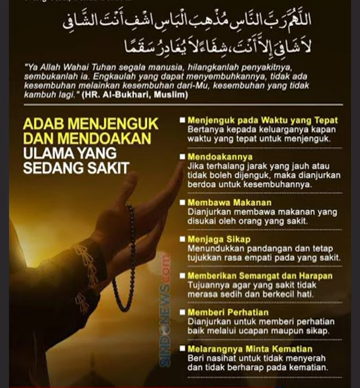 اللَّهُمَّ رَبَّ النَّاسِ مُذْهِبَ الْبَاسِ اشْفِ أَنْتَ الشَّافِي
لَا شَافِيَ إِلَّا أَنْتَ، شِفَاءً لَا يُغَادِرُ سَقَمًا
"Ya Allah Wahai Tuhan segala manusia, hilangkanlah penyakitnya,
sembukanlah ia. Engkaulah yang dapat menyembuhkannya, tidak ada
kesembuhan melainkan kesembuhan dari-Mu, kesembuhan yang tidak
kambuh lagi." (HR. Al-Bukhari, Muslim)
ADAB MENJENGUK
DAN MENDOAKAN
ULAMA YANG
SEDANG SAKIT
Menjenguk pada Waktu yang Tepat
Bertanya kepada keluarganya kapan
waktu yang tepat untuk menjenguk.
Mendoakannya
Jika terhalang jarak yang jauh atau
tidak boleh dijenguk, maka dianjurkan
berdoa untuk kesembuhannya.
Membawa Makanan
Dianjurkan membawa makanan yang
disukai oleh orang yang sakit.
Menjaga Sikap
Menundukkan pandangan dan tetap
tujukkan rasa empati pada yang sakit.
Memberikan Semangat dan Harapan
Tujuannya agar yang sakit tidak
merasa sedih dan berkecil hati.
Memberi Perhatian
Dianjurkan untuk memberi perhatian
baik melalui ucapan maupun sikap.
Melarangnya Minta Kematian
Beri nasihat untuk tidak menyerah
dan tidak berharap pada kematian.
SINDONEWS.com